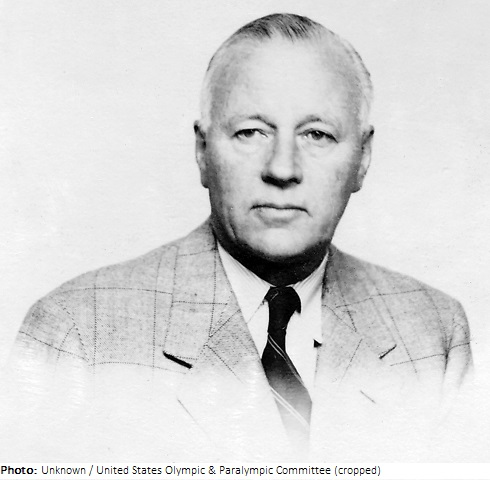 Photo: Unknown / United States Olympic & Paralympic Committee (cropped)